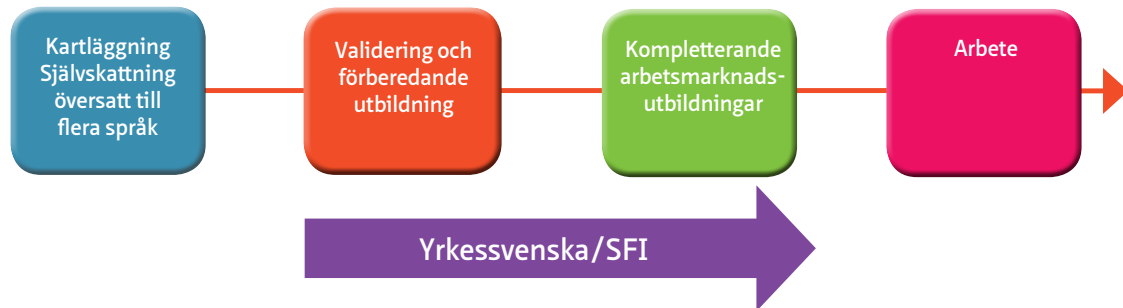 Kartläggning
Självskattning
översatt till
flera språk
Validering och
förberedande
utbildning
Kompletterande
arbetsmarknads-
utbildningar
Arbete
Yrkessvenska/SFI